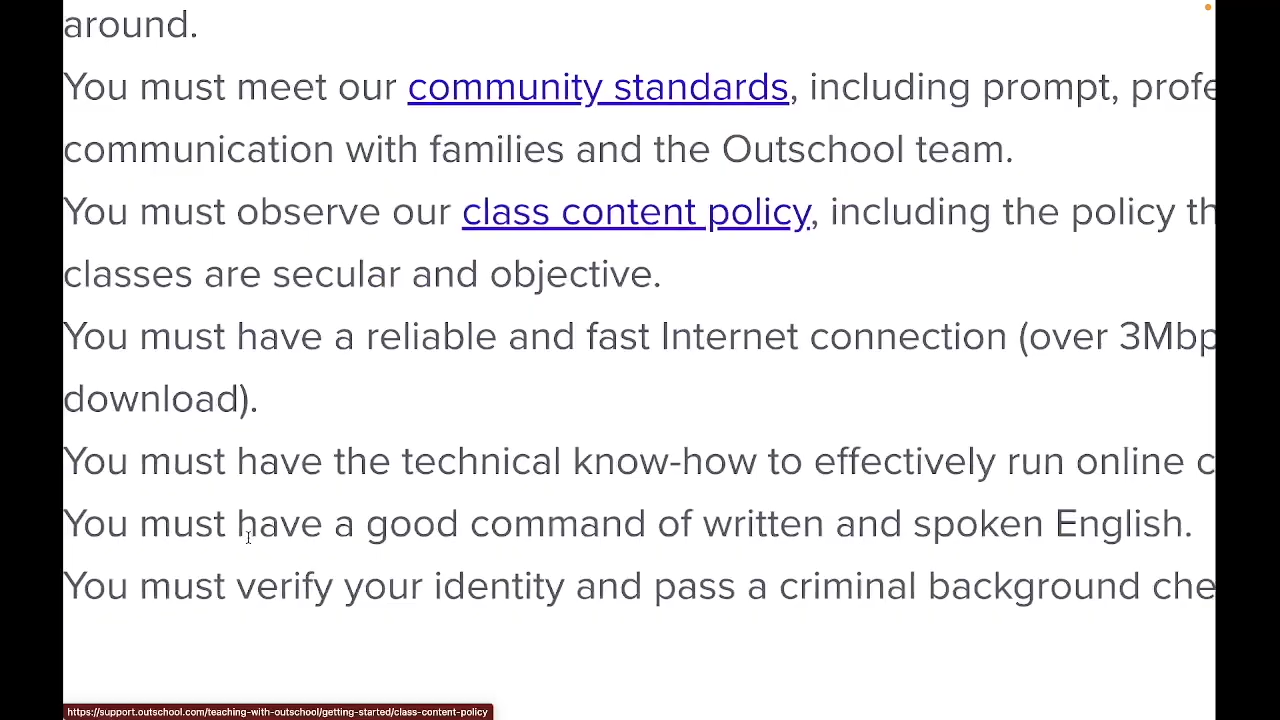 around.
You must meet our community standards, including prompt, profe
communication with families and the Outschool team.
You must observe our class content policy, including the policy th
classes are secular and objective.
You must have a reliable and fast Internet connection (over 3Mbp
download).
You must have the technical know-how to effectively run online c
You must have a good command of written and spoken English.
You must verify your identity and pass a criminal background che
https://support.outschool.com/teaching-with-outschool/getting-started/class-content-policy